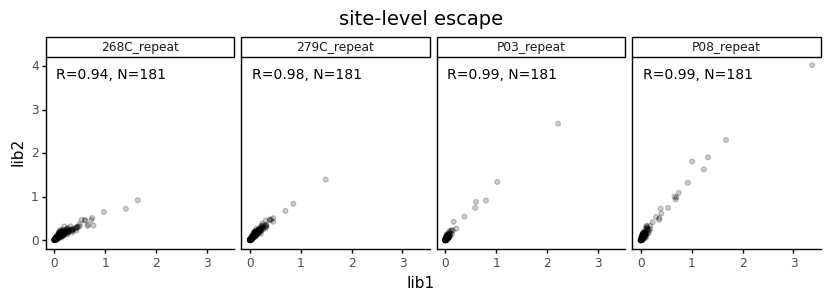 site-level escape
268C_repeat
279C_repeat
P03_repeat
P08_repeat
R=0.94, N=181
R=0.98, N=181
R=0.99, N=181
R=0.99, N=181
4
3
2
1
0
lib2
0 1 2 3
0 1 2 3
0 1 2 3
0 1 2 3
lib1